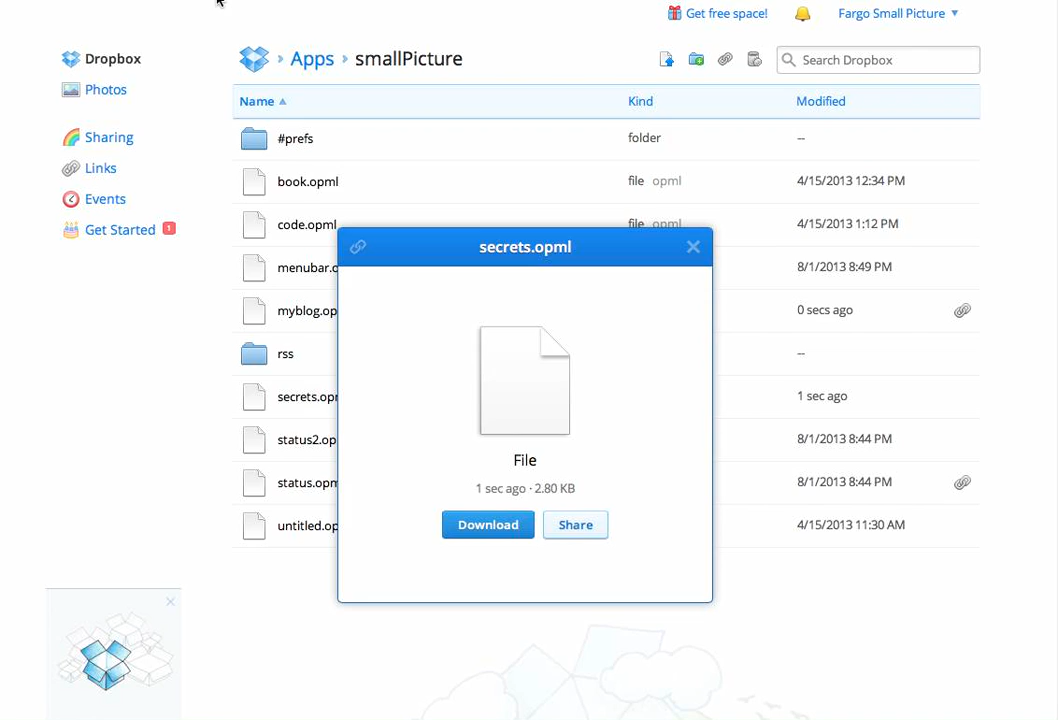 Get free space!
Fargo Small Picture
Dropbox
Photos
Sharing
Links
Events
Get Started 1
Apps › smallPicture
Search Dropbox
Name Kind Modified
#prefs folder --
book.opml file opml 4/15/2013 12:34 PM
code.opml file opml 4/15/2013 1:12 PM
menubar.o 8/1/2013 8:49 PM
myblog.op 0 secs ago
rss --
secrets.opm 1 sec ago
status2.op 8/1/2013 8:44 PM
status.opm 8/1/2013 8:44 PM
untitled.op 4/15/2013 11:30 AM
secrets.opml
File
1 sec ago · 2.80 KB
Download
Share